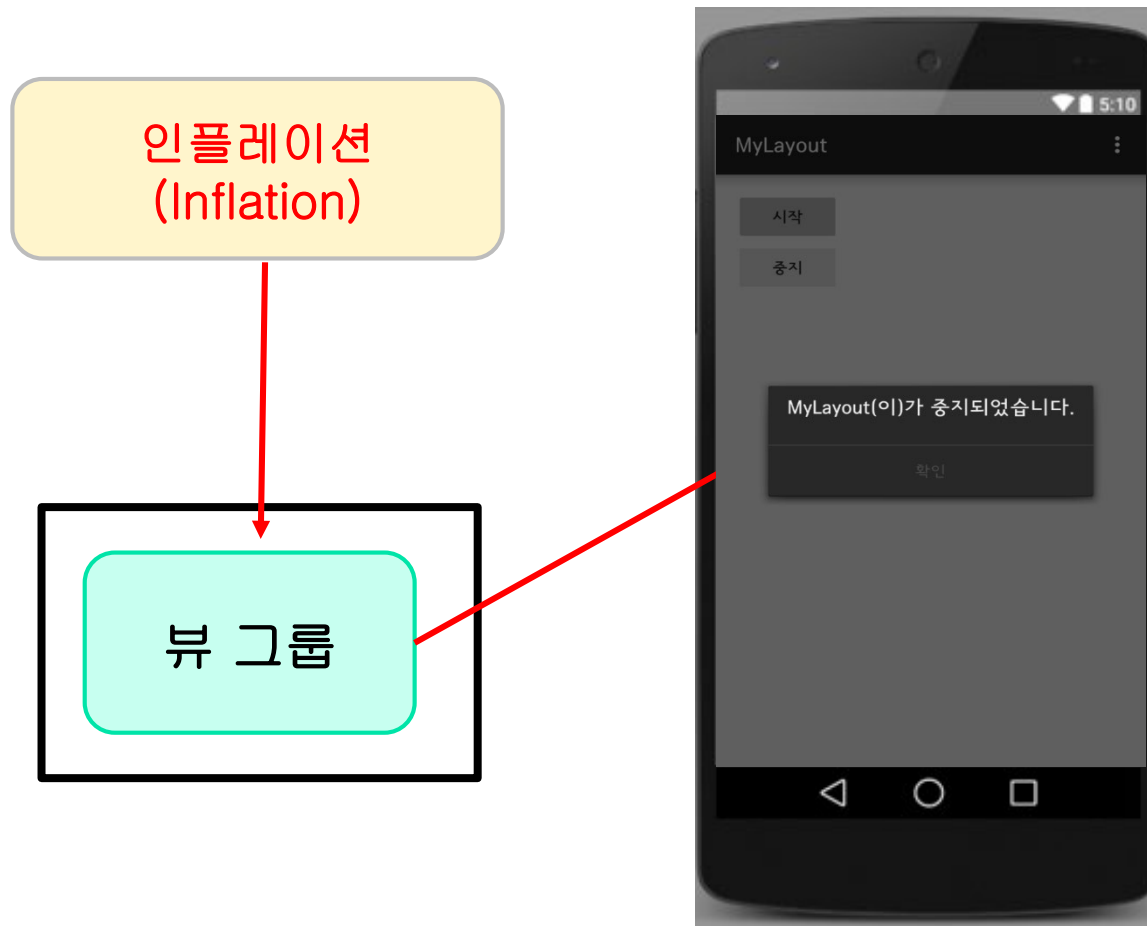 인플레이션
(Inflation)
뷰 그룹
5:10
MyLayout
시작
중지
MyLayout(이)가 중지되었습니다.
확인